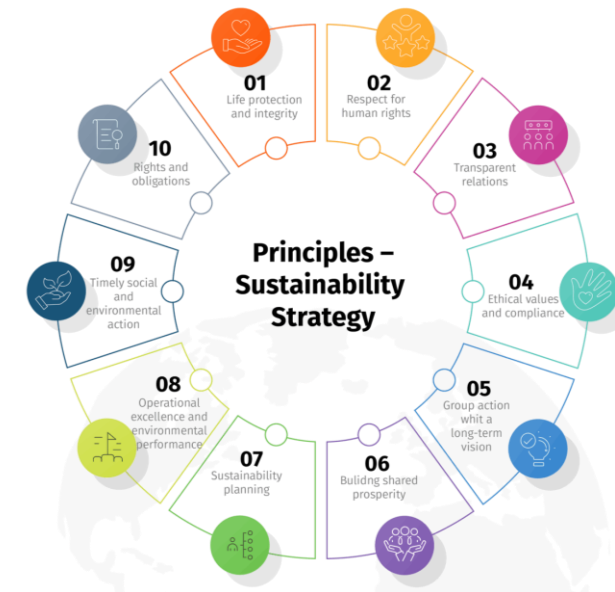 Principles –
Sustainability
Strategy
01
Life protection
and integrity
02
Respect for
human rights
03
Transparent
relations
04
Ethical values
and compliance
05
Group action
whit a
long-term
vision
06
Bulidng shared
prosperity
07
Sustainability
planning
08
Operational
excellence and
environmental
performance
09
Timely social
and
environmental
action
10
Rights and
obligations